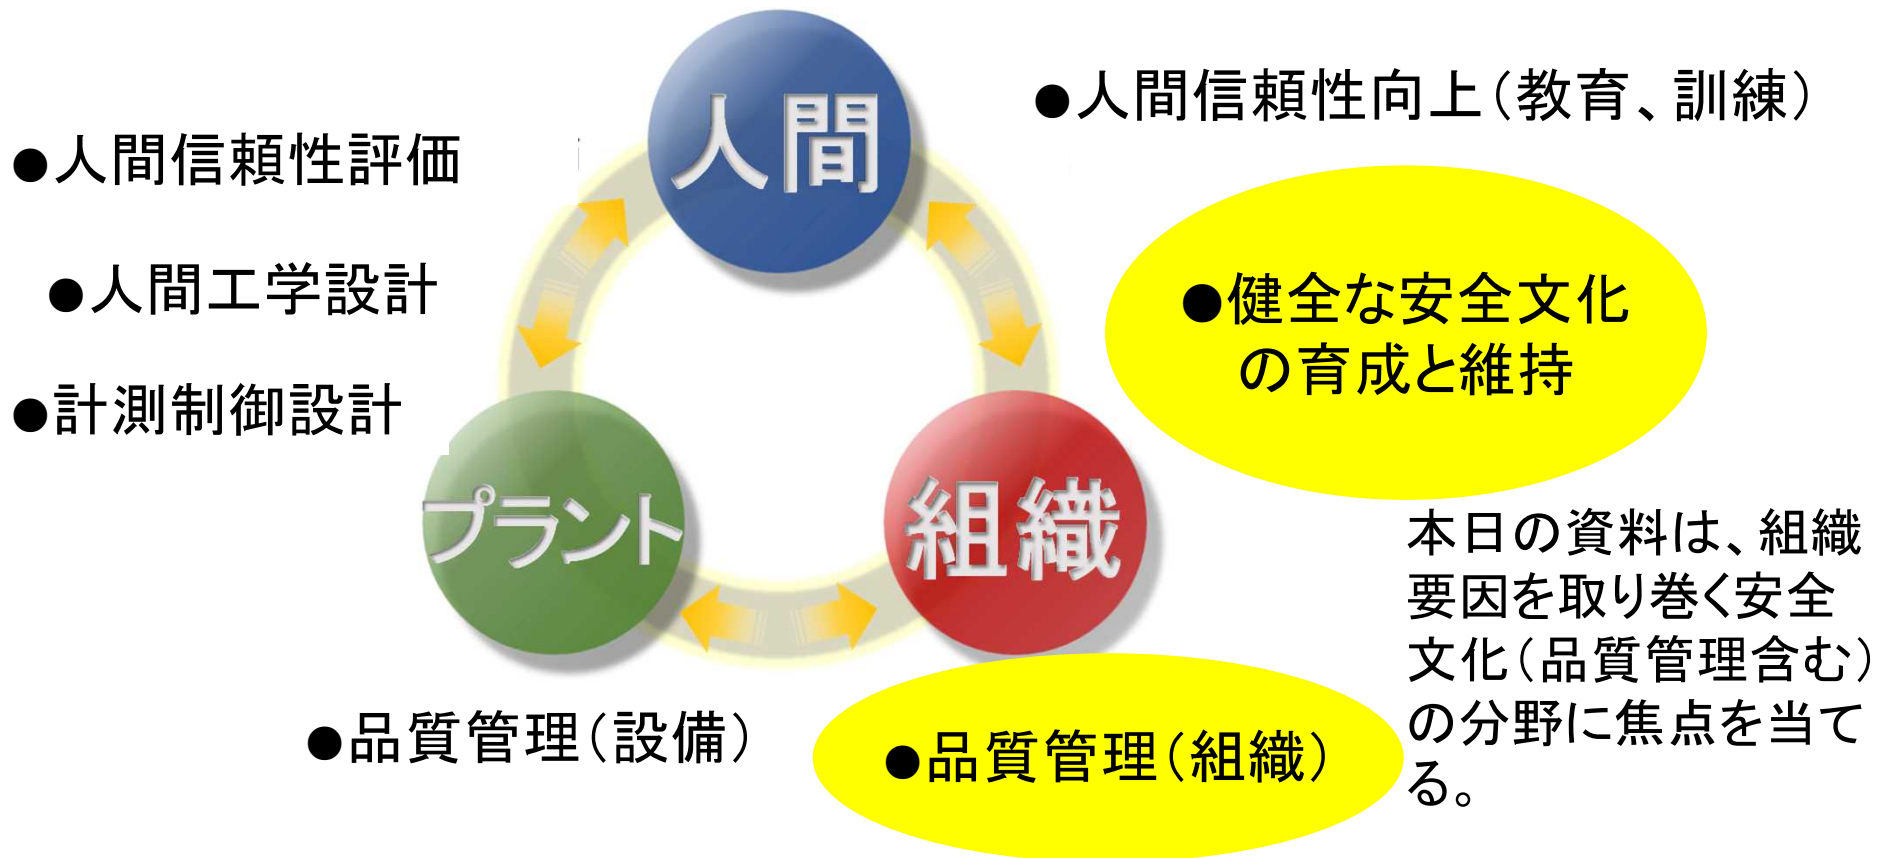 人間
●人間信頼性向上（教育、訓練）
●人間信頼性評価
●人間工学設計
●計測制御設計
●健全な安全文化
の育成と維持
プラント
組織
本日の資料は、組織
要因を取り巻く安全
文化（品質管理含む）
の分野に焦点を当て
る。
●品質管理（設備）
●品質管理（組織）